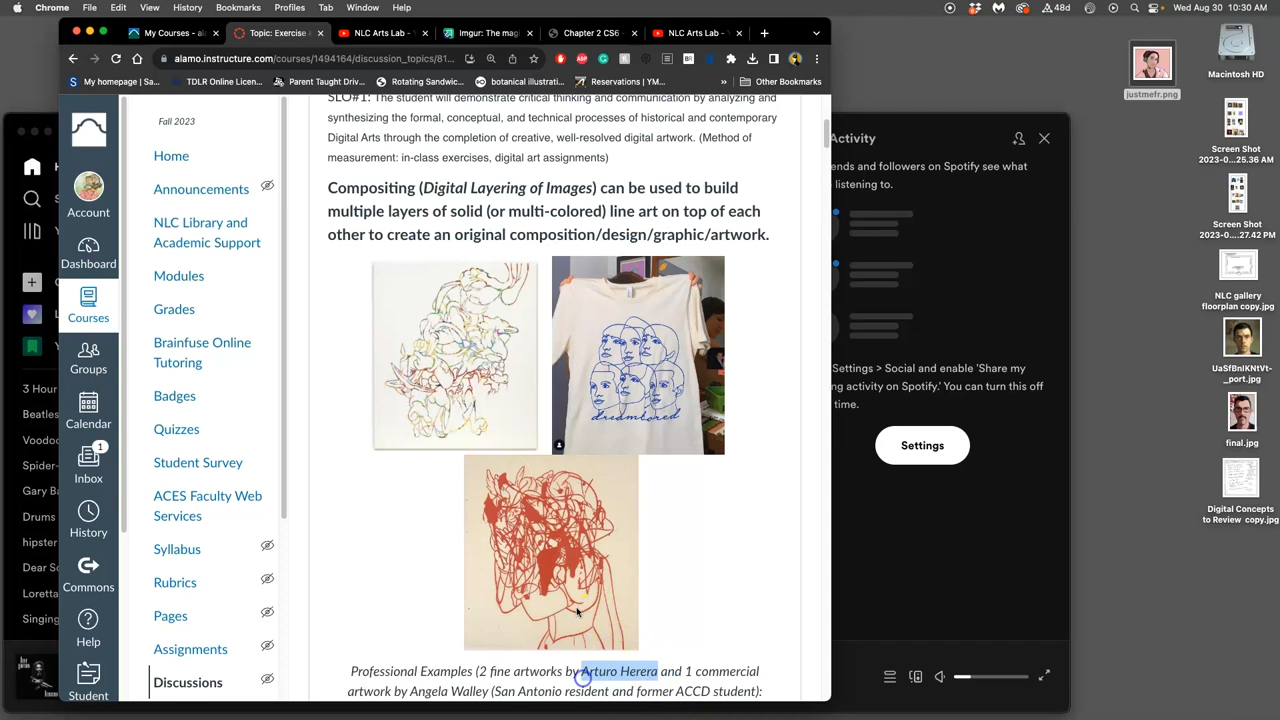 Chrome File Edit View History Bookmarks Profiles Tab Window Help
48d Wed Aug 30 10:30 AM
My Courses - ala
Topic: Exercise
NLC Arts Lab -
Imgur: The magi
Chapter 2 CS6 -
NLC Arts Lab - V
alamo.instructure.com/courses/1494164/discussion_topics/81...
My homepage | Sa...
TDLR Online Licen...
Parent Taught Driv...
Rotating Sandwic...
botanical illustrati...
Reservations | YM...
Other Bookmarks
Account
Dashboard
Courses
Groups
Calendar
1
Inbox
History
Commons
Help
Student
Fall 2023
Home
Announcements
NLC Library and
Academic Support
Modules
Grades
Brainfuse Online
Tutoring
Badges
Quizzes
Student Survey
ACES Faculty Web
Services
Syllabus
Rubrics
Pages
Assignments
Discussions
SLO#1: The student will demonstrate critical thinking and communication by analyzing and
synthesizing the formal, conceptual, and technical processes of historical and contemporary
Digital Arts through the completion of creative, well-resolved digital artwork. (Method of
measurement: in-class exercises, digital art assignments)
Compositing (Digital Layering of Images) can be used to build
multiple layers of solid (or multi-colored) line art on top of each
other to create an original composition/design/graphic/artwork.
dreambored
Professional Examples (2 fine artworks by Arturo Herera and 1 commercial
artwork by Angela Walley (San Antonio resident and former ACCD student):
3 Hour
Beatles
Voodoo
Spider-
Gary Ba
Drums
hipster
Dear So
Loretta
Singing
Activity
ends and followers on Spotify see what
listening to.
Settings > Social and enable 'Share my
ng activity on Spotify.' You can turn this off
time.
Settings
justmefr.png
Macintosh HD
Screen Shot
2023-0...25.36 AM
Screen Shot
2023-0....27.42 PM
NLC gallery
floorplan copy.jpg
UaSfBnIKNtVt-
_port.jpg
final.jpg
Digital Concepts
to Review copy.jpg